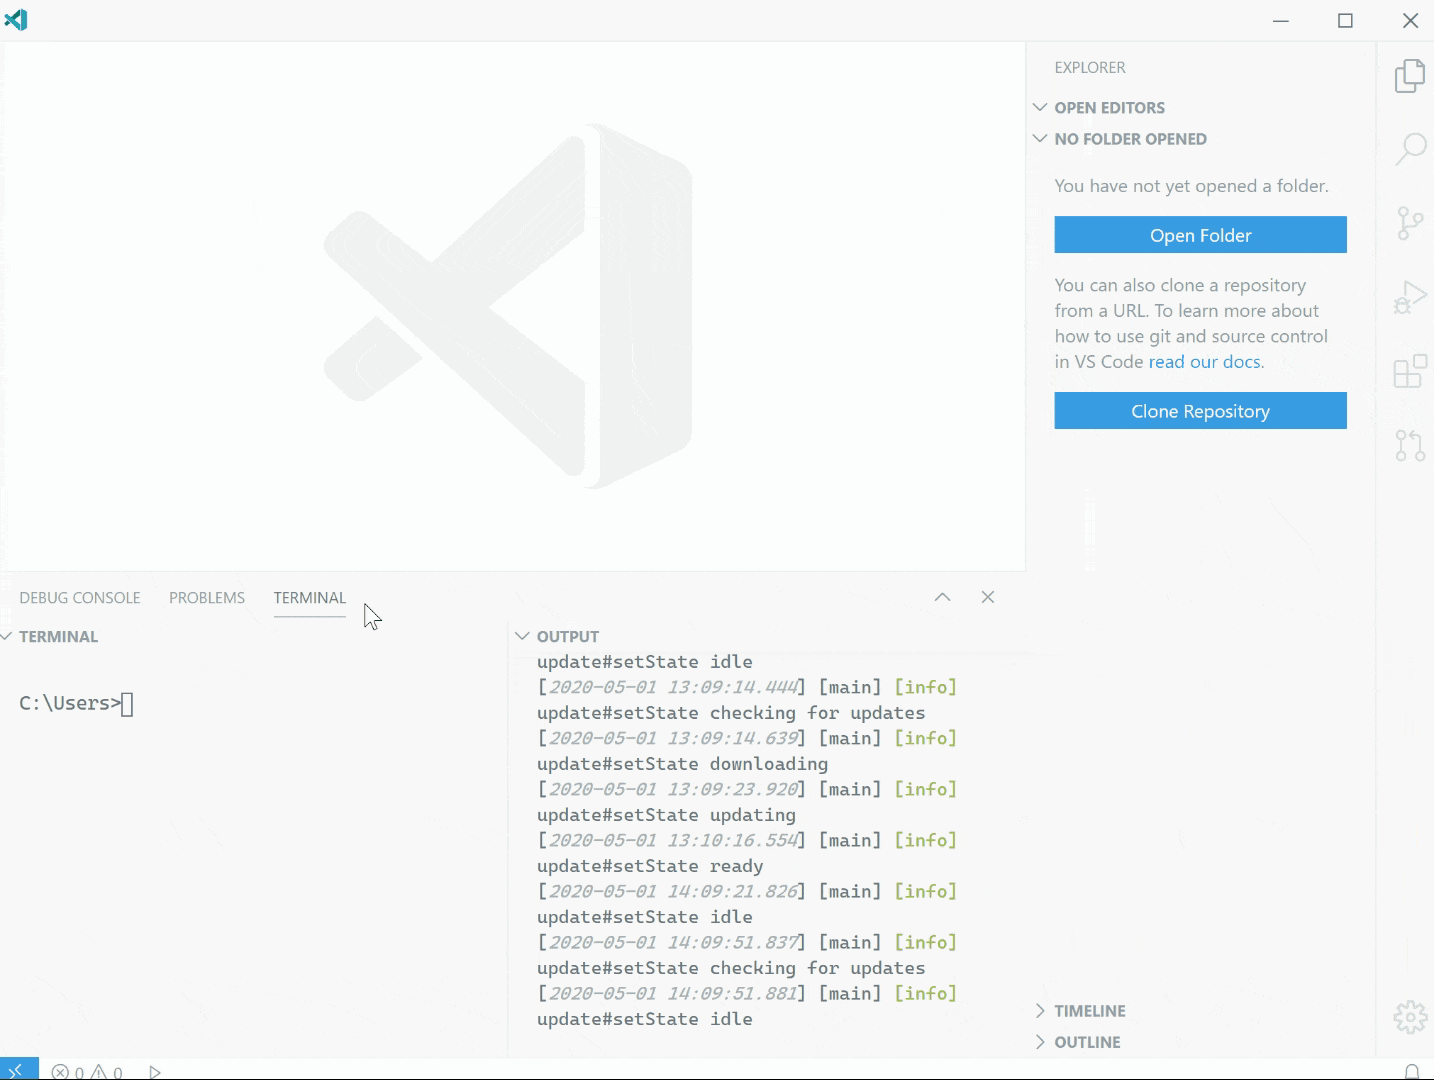 EXPLORER
OPEN EDITORS
NO FOLDER OPENED
You have not yet opened a folder.
Open Folder
You can also clone a repository
from a URL. To learn more about
how to use git and source control
in VS Code read our docs.
Clone Repository
TIMELINE
OUTLINE
DEBUG CONSOLE PROBLEMS TERMINAL
TERMINAL
C:\Users>
OUTPUT
update#setState idle
[2020-05-01 13:09:14.444] [main] [info]
update#setState checking for updates
[2020-05-01 13:09:14.639] [main] [info]
update#setState downloading
[2020-05-01 13:09:23.920] [main] [info]
update#setState updating
[2020-05-01 13:10:16.554] [main] [info]
update#setState ready
[2020-05-01 14:09:21.826] [main] [info]
update#setState idle
[2020-05-01 14:09:51.837] [main] [info]
update#setState checking for updates
[2020-05-01 14:09:51.881] [main] [info]
update#setState idle
0 0